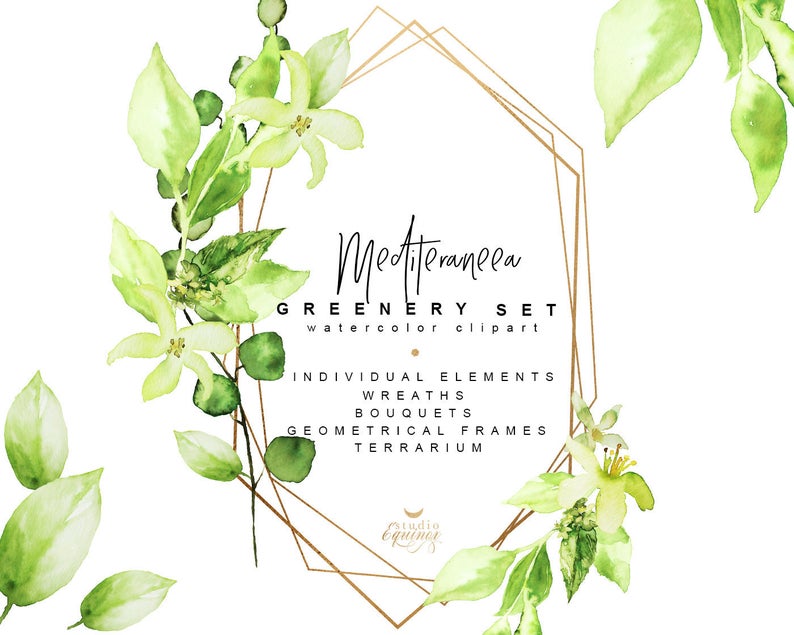 Mediteraneea
GREENERY SET
watercolor clipart
INDIVIDUAL ELEMENTS
WREATHS
BOUQUETS
GEOMETRICAL FRAMES
TERRARIUM
studio
Equinox